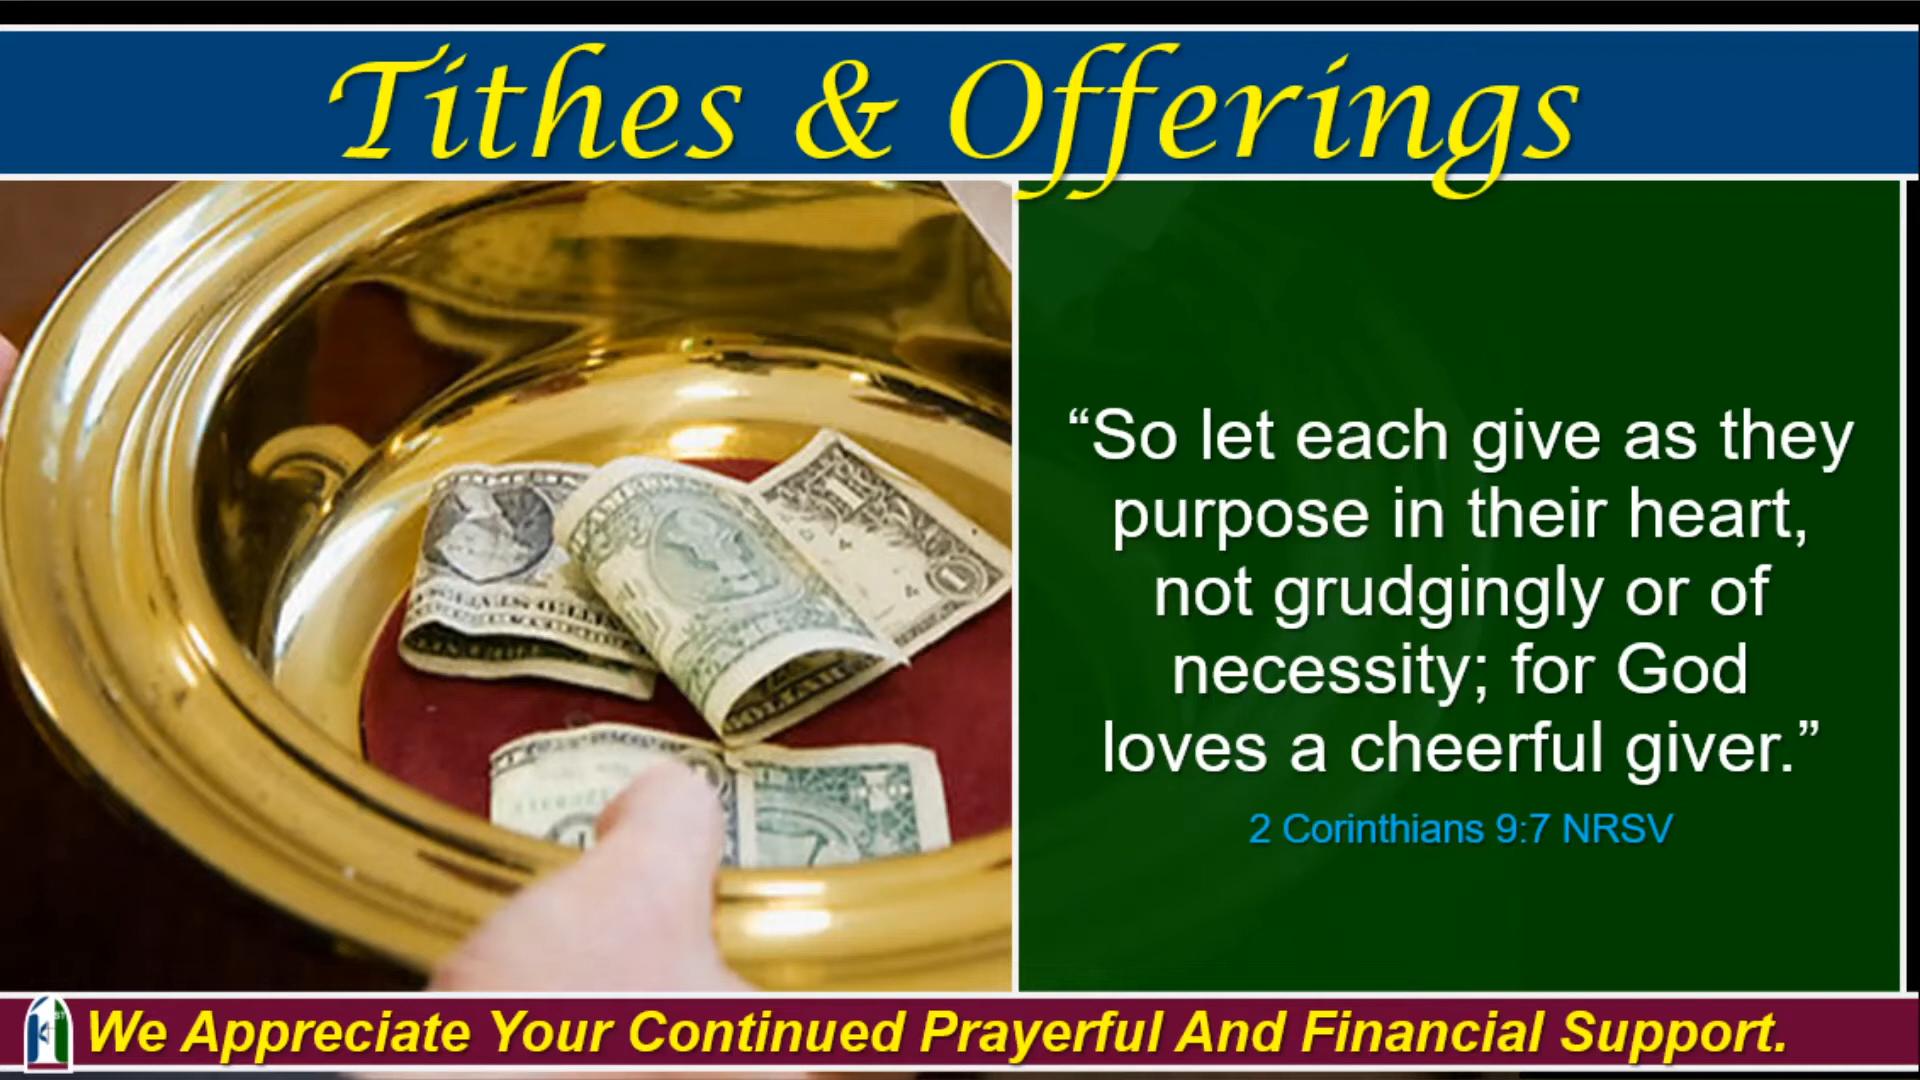 Tithes & Offerings
“So let each give as they
purpose in their heart,
not grudgingly or of
necessity; for God
loves a cheerful giver.”
2 Corinthians 9:7 NRSV
We Appreciate Your Continued Prayerful And Financial Support.